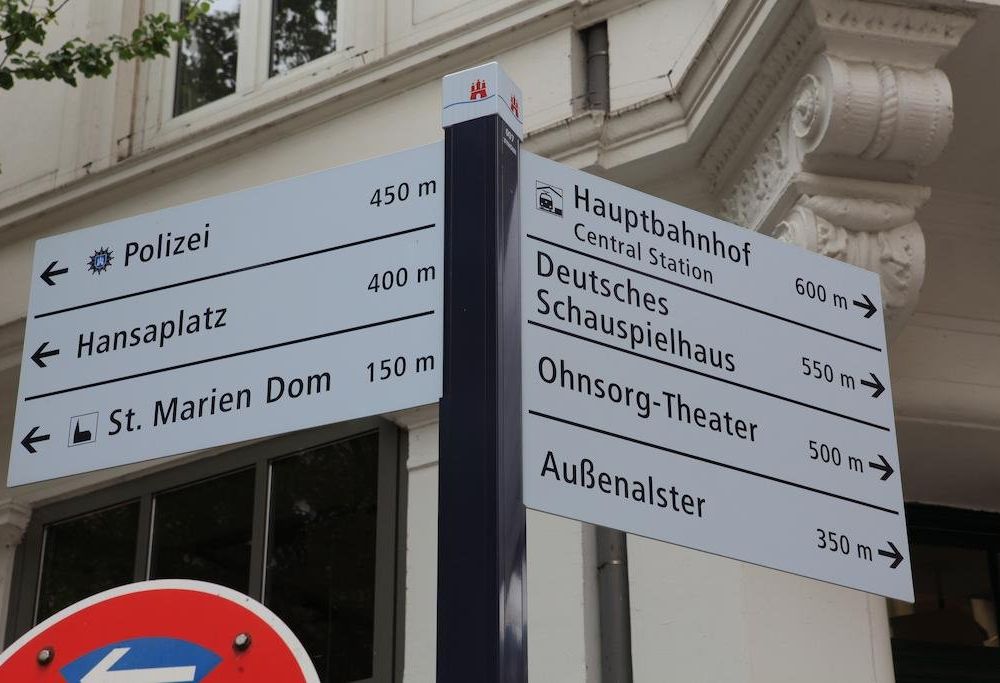 450 m
Polizei
400 m
Hansaplatz
150 m
St. Marien Dom
Hauptbahnhof
Central Station
600 m
Deutsches
Schauspielhaus
550 m
Ohnsorg-Theater
500 m
Außenalster
350 m